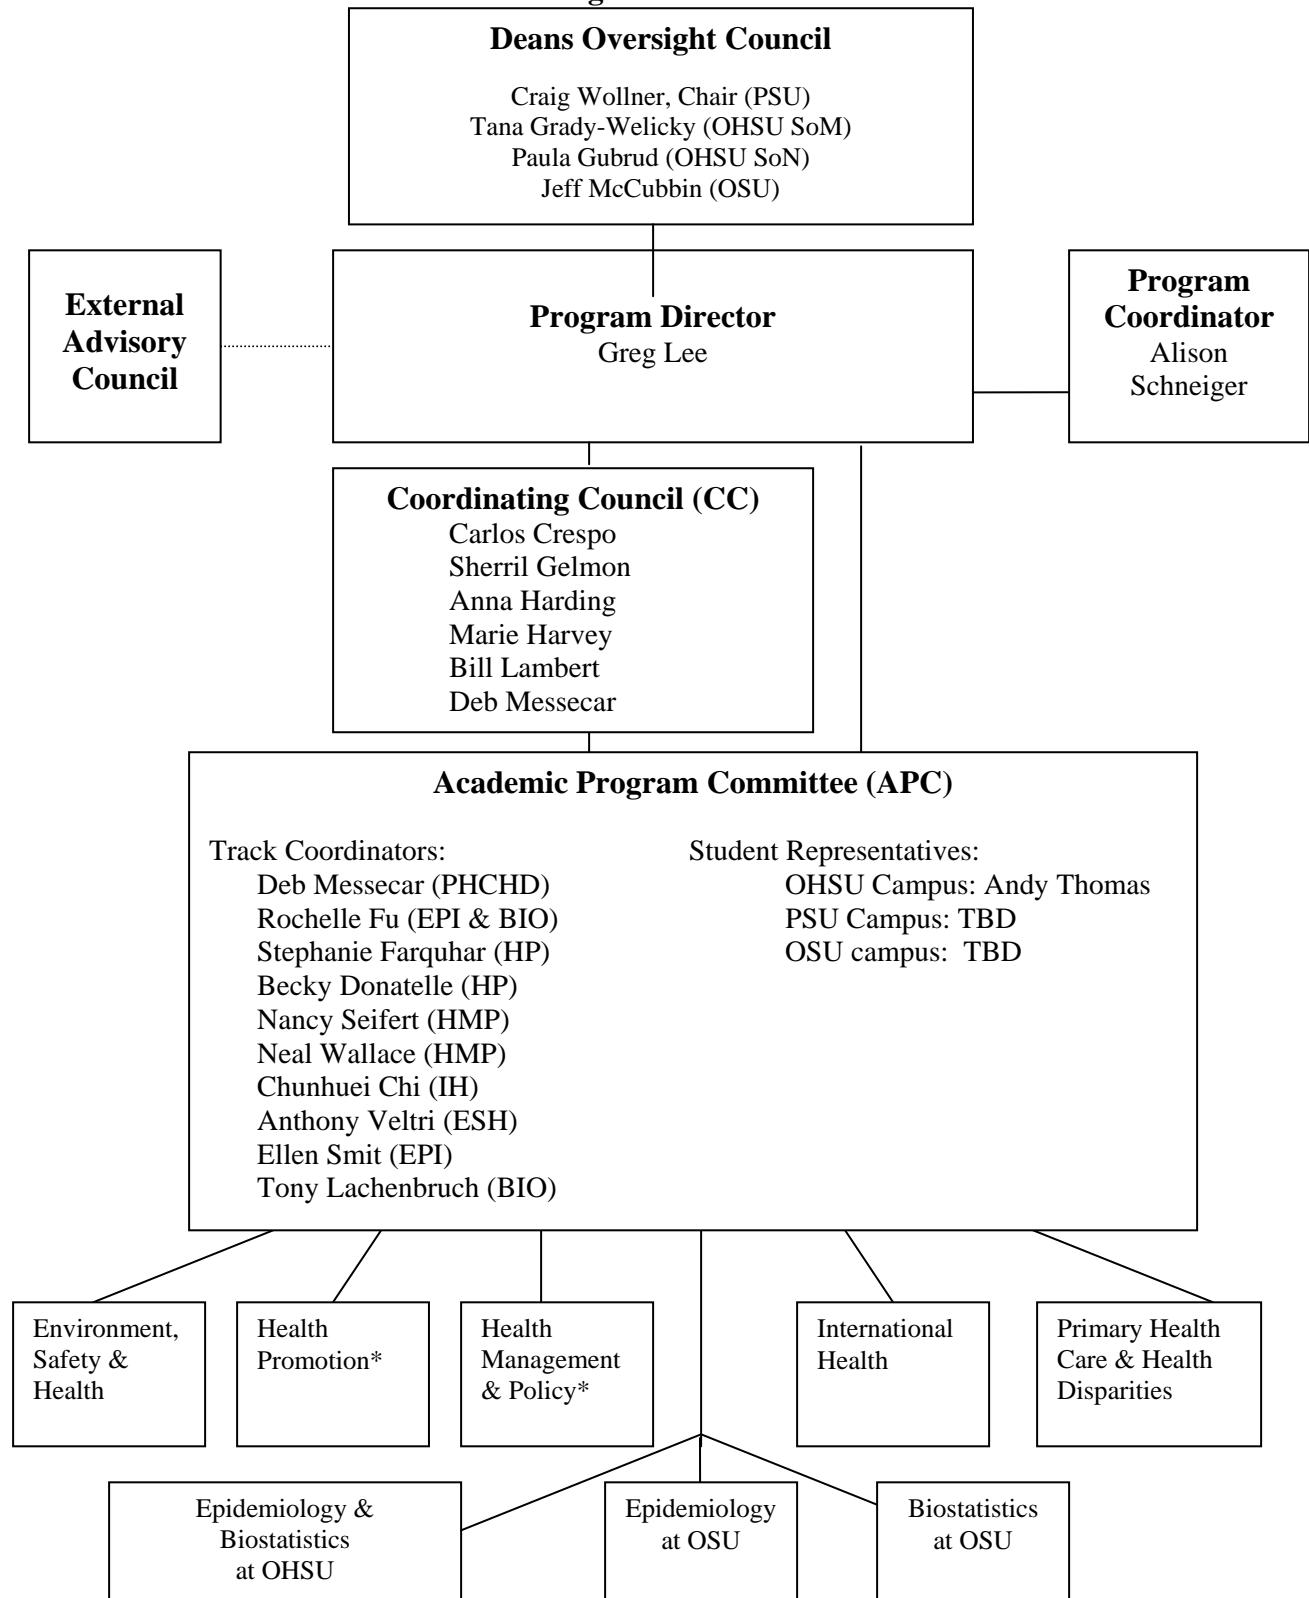 Deans Oversight Council
Craig Wollner, Chair (PSU)
Tana Grady-Welicky (OHSU SoM)
Paula Gubrud (OHSU SoN)
Jeff McCubbin (OSU)
External
Advisory
Council
Program Director
Greg Lee
Program
Coordinator
Alison
Schneiger
Coordinating Council (CC)
Carlos Crespo
Sherril Gelmon
Anna Harding
Marie Harvey
Bill Lambert
Deb Messecar
Academic Program Committee (APC)
Track Coordinators:
Deb Messecar (PHCHD)
Rochelle Fu (EPI & BIO)
Stephanie Farquhar (HP)
Becky Donatelle (HP)
Nancy Seifert (HMP)
Neal Wallace (HMP)
Chunhuei Chi (IH)
Anthony Veltri (ESH)
Ellen Smit (EPI)
Tony Lachenbruch (BIO)
Student Representatives:
OHSU Campus: Andy Thomas
PSU Campus: TBD
OSU campus:  TBD
Environment,
Safety &
Health
Health
Promotion*
Health
Management
& Policy*
International
Health
Primary Health
Care & Health
Disparities
Epidemiology &
Biostatistics
at OHSU
Epidemiology
at OSU
Biostatistics
at OSU